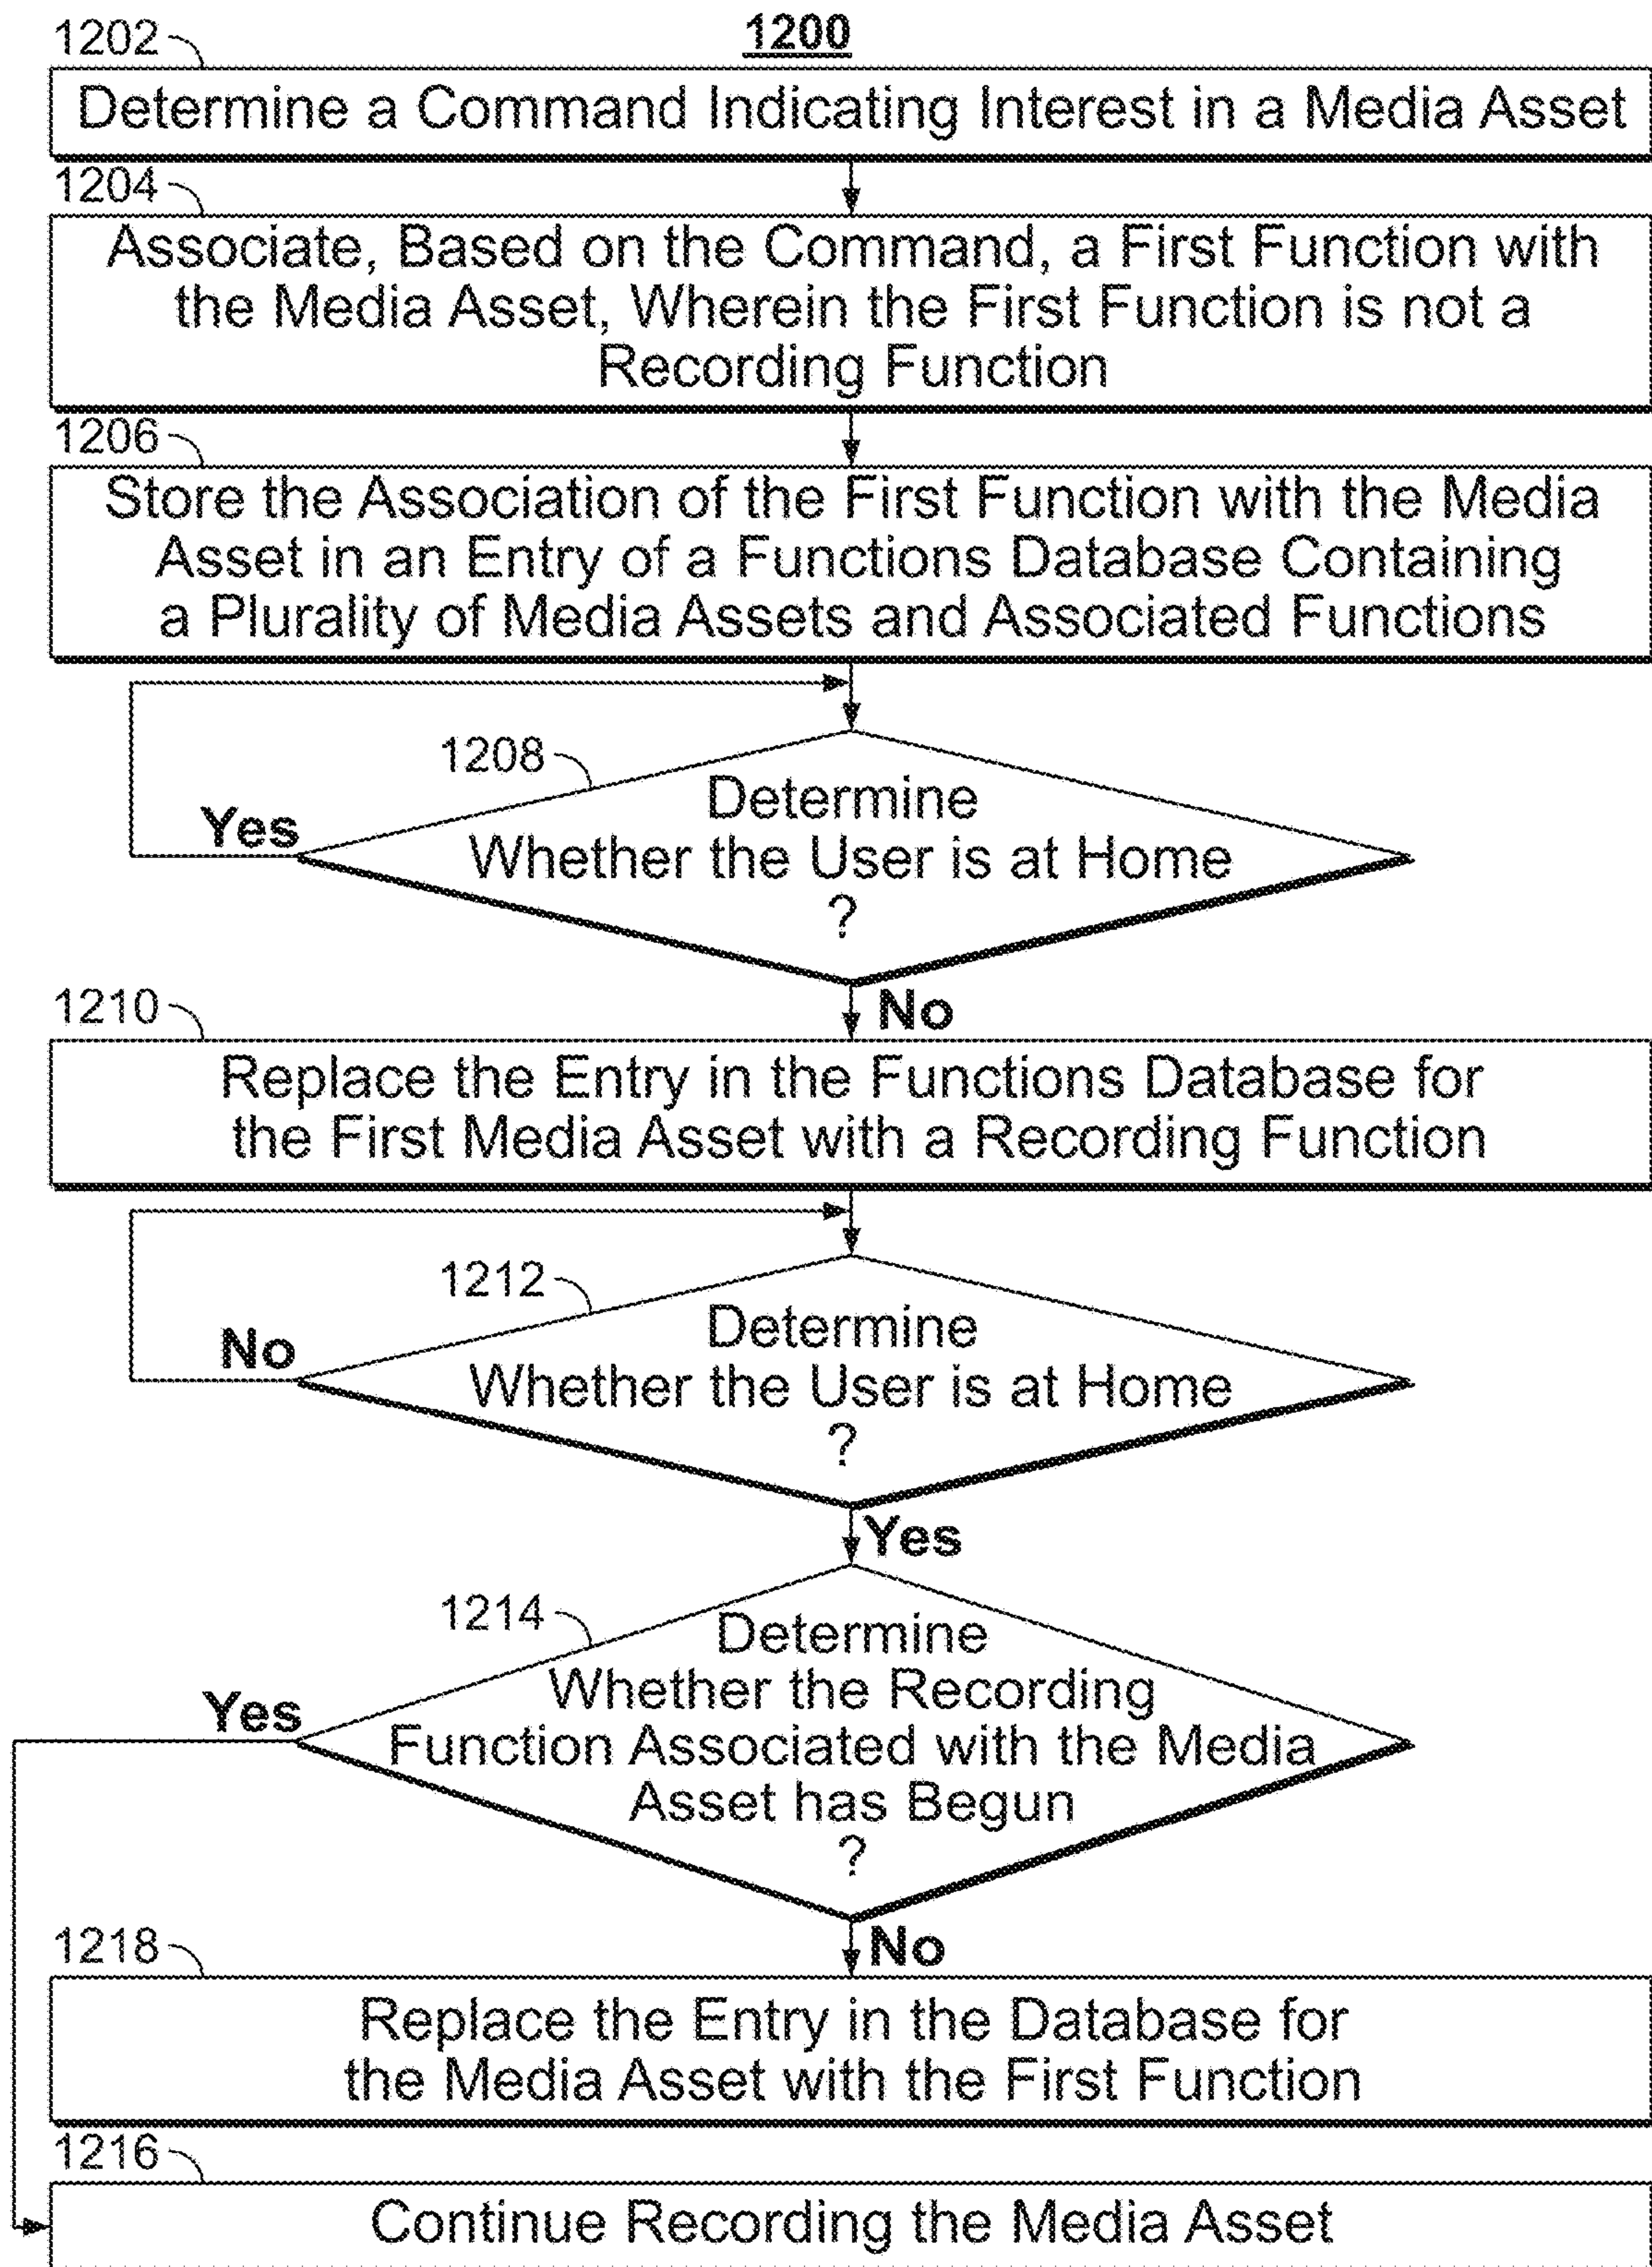 1200
1202
Determine a Command Indicating Interest in a Media Asset
1204
Associate, Based on the Command, a First Function with
the Media Asset, Wherein the First Function is not a
Recording Function
1206
Store the Association of the First Function with the Media
Asset in an Entry of a Functions Database Containing
a Plurality of Media Assets and Associated Functions
1208
Determine
Yes
Whether the User is at Home
?
No
1210
Replace the Entry in the Functions Database for
the First Media Asset with a Recording Function
1212
Determine
No
Whether the User is at Home
?
Yes
1214
Determine
Whether the Recording
Yes
Function Associated with the Media
Asset has Begun
?
No
1218
Replace the Entry in the Database for
the Media Asset with the First Function
1216
Continue Recording the Media Asset